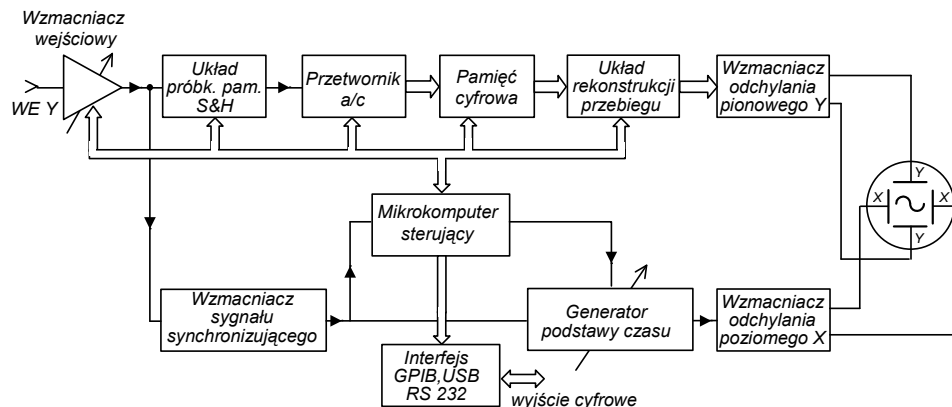 Wzmacniacz
wejściowy
WE Y
Układ
próbk. pam.
S&H
Przetwornik
a/c
Pamięć
cyfrowa
Układ
rekonstrukcji
przebiegu
Wzmacniacz
odchylania
pionowego Y
Y
X
X
Y
Mikrokomputer
sterujący
Wzmacniacz
sygnału
synchronizującego
Generator
podstawy czasu
Wzmacniacz
odchylania
poziomego X
Interfejs
GPIB,USB
RS 232
wyjście cyfrowe